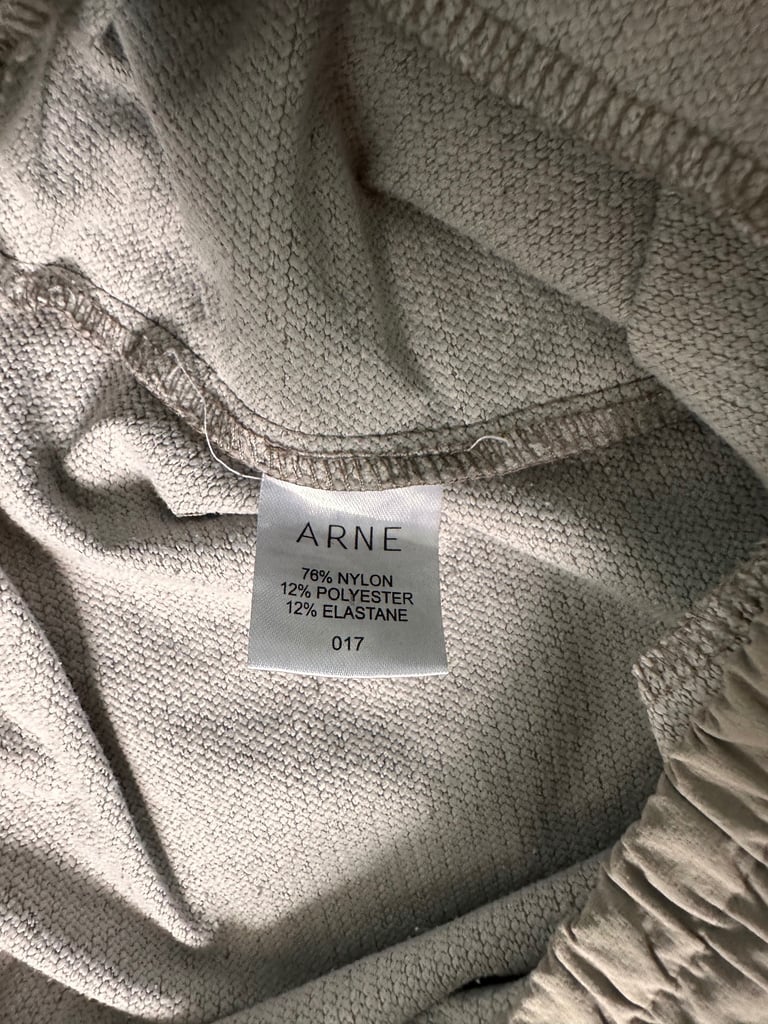 ARNE
76% NYLON
12% POLYESTER
12% ELASTANE
017